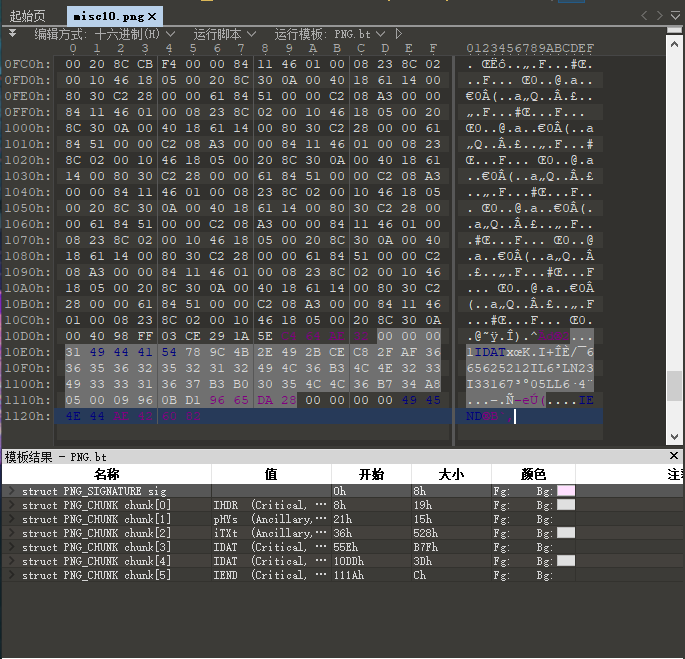 起始页 misc10.png ×
编辑方式: 十六进制(H) 运行脚本 运行模板: PNG.bt
0 1 2 3 4 5 6 7 8 9 A B C D E F 0123456789ABCDEF
0FC0h: 00 20 8C CB F4 00 00 84 11 46 01 00 08 23 8C 02 . ŒËô..„.F...#Œ.
0FD0h: 00 10 46 18 05 00 20 8C 30 0A 00 40 18 61 14 00 ..F... Œ0..@.a..
0FE0h: 80 30 C2 28 00 00 61 84 51 00 00 C2 08 A3 00 00 €0Â(..a„Q..Â.£..
0FF0h: 84 11 46 01 00 08 23 8C 02 00 10 46 18 05 00 20 „.F...#Œ...F...
1000h: 8C 30 0A 00 40 18 61 14 00 80 30 C2 28 00 00 61 Œ0..@.a..€0Â(..a
1010h: 84 51 00 00 C2 08 A3 00 00 84 11 46 01 00 08 23 „Q..Â.£..„.F...#
1020h: 8C 02 00 10 46 18 05 00 20 8C 30 0A 00 40 18 61 Œ...F... Œ0..@.a
1030h: 14 00 80 30 C2 28 00 00 61 84 51 00 00 C2 08 A3 ..€0Â(..a„Q..Â.£
1040h: 00 00 84 11 46 01 00 08 23 8C 02 00 10 46 18 05 ..„.F...#Œ...F..
1050h: 00 20 8C 30 0A 00 40 18 61 14 00 80 30 C2 28 00 . Œ0..@.a..€0Â(.
1060h: 00 61 84 51 00 00 C2 08 A3 00 00 84 11 46 01 00 .a„Q..Â.£..„.F..
1070h: 08 23 8C 02 00 10 46 18 05 00 20 8C 30 0A 00 40 .#Œ...F... Œ0..@
1080h: 18 61 14 00 80 30 C2 28 00 00 61 84 51 00 00 C2 .a..€0Â(..a„Q..Â
1090h: 08 A3 00 00 84 11 46 01 00 08 23 8C 02 00 10 46 .£..„.F...#Œ...F
10A0h: 18 05 00 20 8C 30 0A 00 40 18 61 14 00 80 30 C2 ... Œ0..@.a..€0Â
10B0h: 28 00 00 61 84 51 00 00 C2 08 A3 00 00 84 11 46 (..a„Q..Â.£..„.F
10C0h: 01 00 08 23 8C 02 00 10 46 18 05 00 20 8C 30 0A ...#Œ...F... Œ0.
10D0h: 00 40 98 FF 03 CE 29 1A 5E 00 00 00 .@˜ÿ.Î).^ ...
10E0h: 31 49 44 41 54 78 9C 4B 2E 49 2B CE C8 2F AF 36 1IDATxœK.I+ÎÈ/¯6
10F0h: 36 35 36 32 35 32 31 32 49 4C 36 B3 4C 4E 32 33 65625212IL6³LN23
1100h: 49 33 33 31 36 37 B3 B0 30 35 4C 4C 36 B7 34 A8 I33167³°05LL6·4¨
1110h: 05 00 09 96 0B D1 96 65 DA 28 00 00 00 00 49 45 ...–.Ñ–eÚ(....IE
1120h: 4E 44 ND
模板结果 - PNG.bt ×
名称 值 开始 大小 颜色 注
struct PNG_SIGNATURE sig 0h 8h Fg: Bg:
struct PNG_CHUNK chunk[0] IHDR (Critical, ··· 8h 19h Fg: Bg:
struct PNG_CHUNK chunk[1] pHYs (Ancillary, ··· 21h 15h Fg: Bg:
struct PNG_CHUNK chunk[2] iTXt (Ancillary, ··· 36h 528h Fg: Bg:
struct PNG_CHUNK chunk[3] IDAT (Critical, ··· 55Eh B7Fh Fg: Bg:
struct PNG_CHUNK chunk[4] IDAT (Critical, ··· 10DDh 3Dh Fg: Bg:
struct PNG_CHUNK chunk[5] IEND (Critical, ··· 111Ah Ch Fg: Bg: